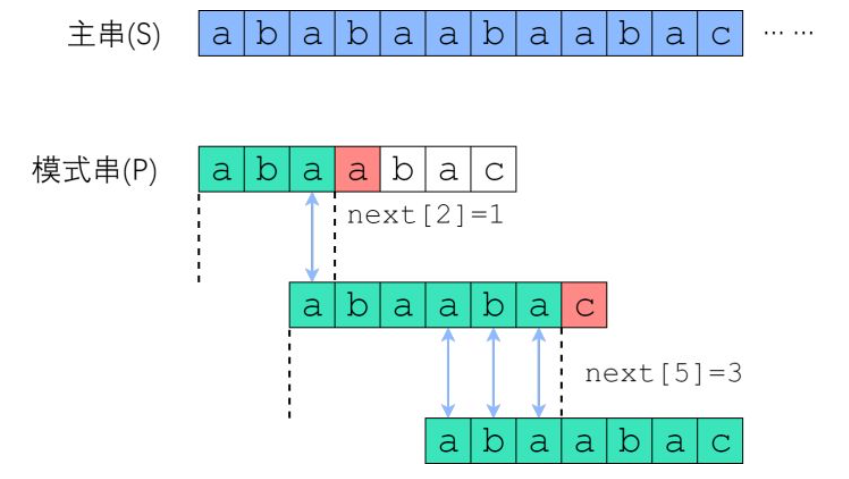 主串(S) a b a b a a b a a b a c ... ...
模式串(P) a b a a b a c
next[2]=1
a b a a b a c
next[5]=3
a b a a b a c